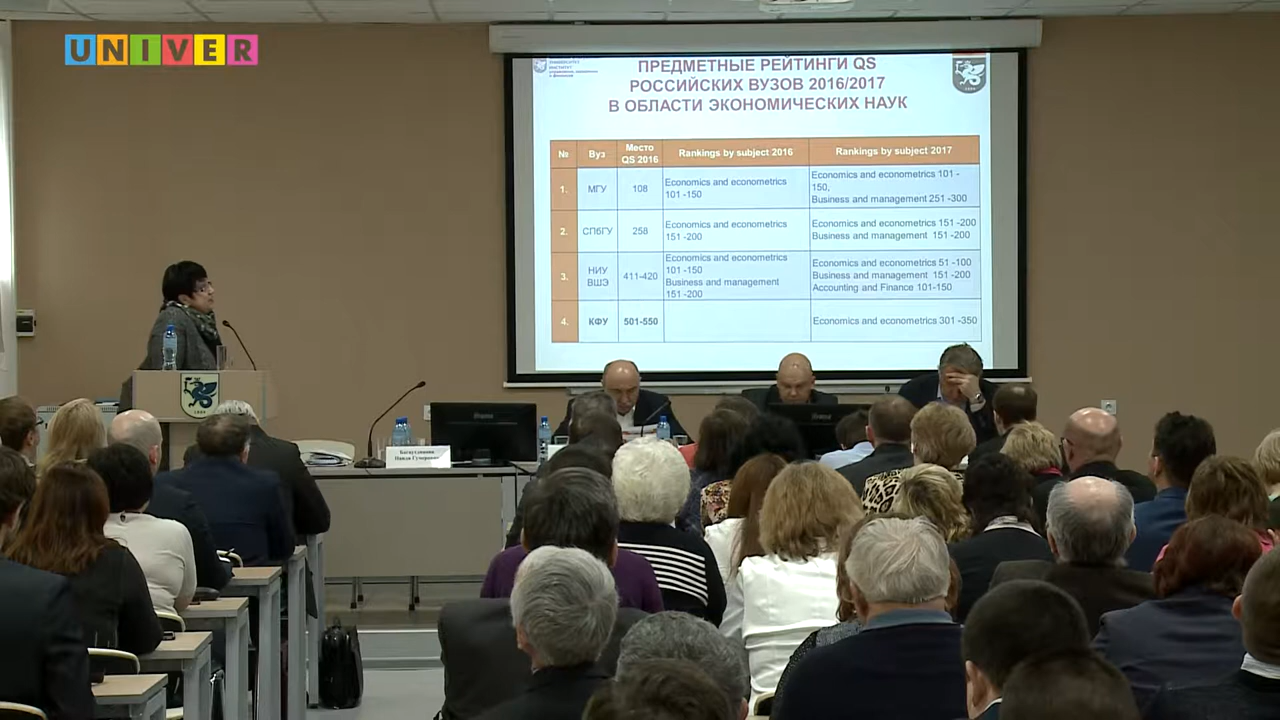 UNIVER
УНИВЕРСИТЕТ
ИНСТИТУТ
ПРЕДМЕТНЫЕ РЕЙТИНГИ QS
РОССИЙСКИХ ВУЗОВ 2016/2017
В ОБЛАСТИ ЭКОНОМИЧЕСКИХ НАУК
№ Вуз Место QS 2016 Rankings by subject 2016 Rankings by subject 2017
1. МГУ 108 Economics and econometrics 101 -150 Economics and econometrics 101 - 150, Business and management 251 -300
2. СПбГУ 258 Economics and econometrics 151 -200 Economics and econometrics 151 -200 Business and management 151 -200
3. НИУ ВШЭ 411-420 Economics and econometrics 101 -150 Business and management 151 -200 Economics and econometrics 51 -100 Business and management 151 -200 Accounting and Finance 101-150
4. КФУ 501-550 Economics and econometrics 301 -350